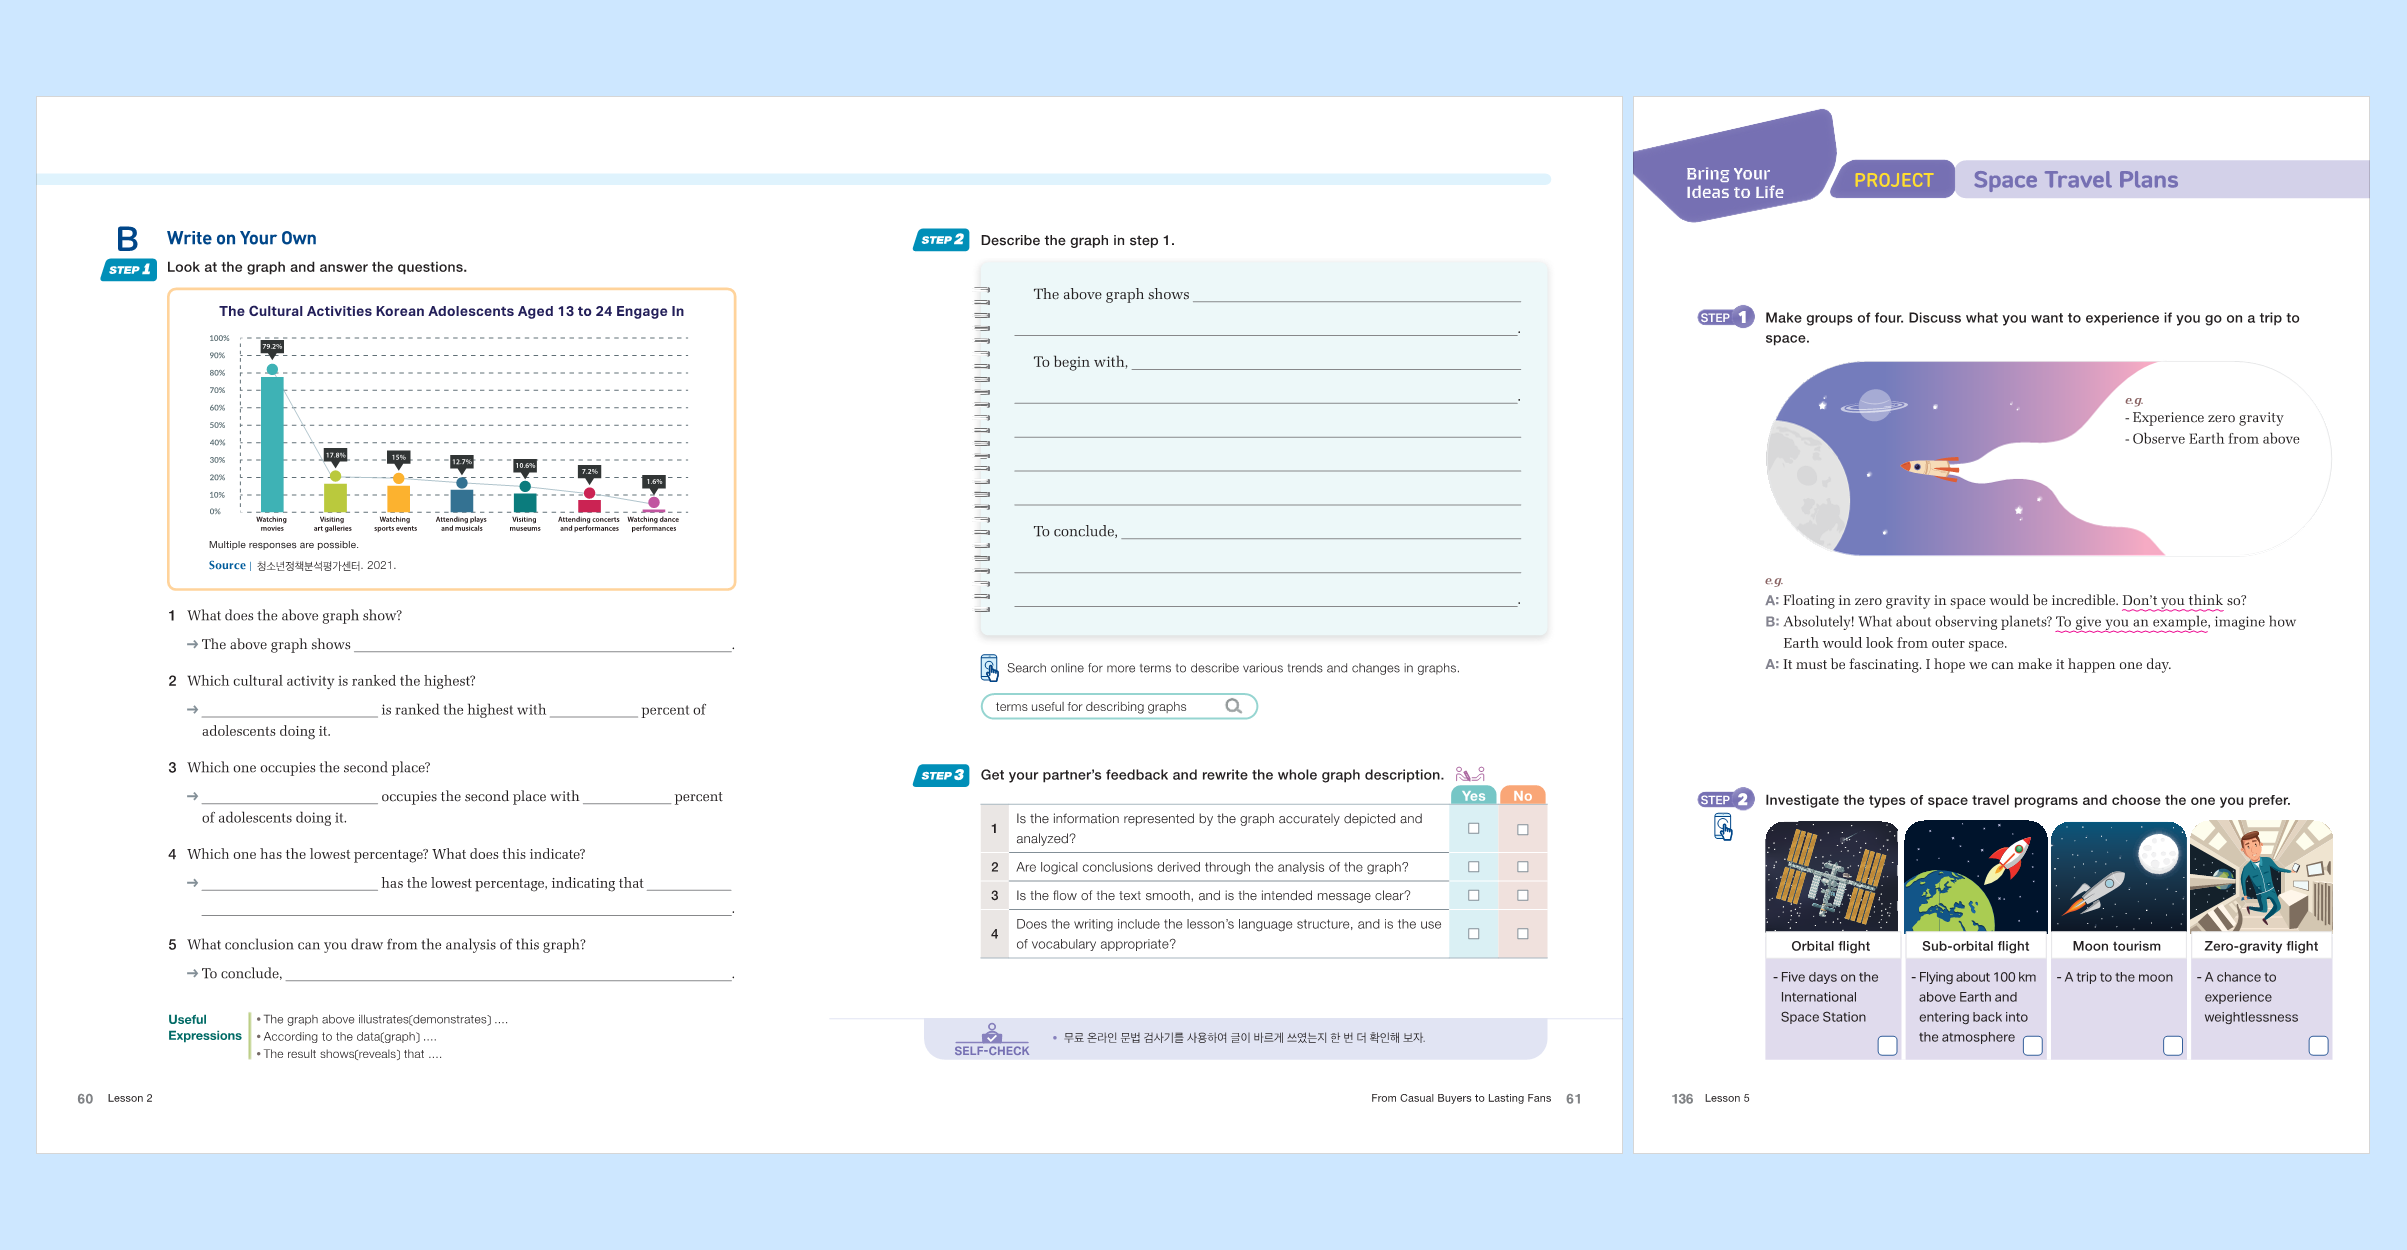 B
Write on Your Own
STEP 1
Look at the graph and answer the questions.
The Cultural Activities Korean Adolescents Aged 13 to 24 Engage In
100%
90%
80%
70%
60%
50%
40%
30%
20%
10%
0%
79.2%
17.8%
15%
12.7%
10.6%
7.2%
1.6%
Watching
movies
Visiting
art galleries
Watching
sports events
Attending plays
and musicals
Visiting
museums
Attending concerts
and performances
Watching dance
performances
Multiple responses are possible.
Source | 청소년정책분석평가센터. 2021.
1 What does the above graph show?
→ The above graph shows .
2 Which cultural activity is ranked the highest?
→ is ranked the highest with percent of
adolescents doing it.
3 Which one occupies the second place?
→ occupies the second place with percent
of adolescents doing it.
4 Which one has the lowest percentage? What does this indicate?
→ has the lowest percentage, indicating that
.
5 What conclusion can you draw from the analysis of this graph?
→ To conclude, .
Useful
Expressions
• The graph above illustrates(demonstrates) ....
• According to the data(graph) ....
• The result shows(reveals) that ....
60 Lesson 2
STEP 2
Describe the graph in step 1.
The above graph shows
.
To begin with,
.
To conclude,
.
Search online for more terms to describe various trends and changes in graphs.
terms useful for describing graphs
STEP 3
Get your partner's feedback and rewrite the whole graph description.
Yes No
1 Is the information represented by the graph accurately depicted and
analyzed?
2 Are logical conclusions derived through the analysis of the graph?
3 Is the flow of the text smooth, and is the intended message clear?
4 Does the writing include the lesson's language structure, and is the use
of vocabulary appropriate?
SELF-CHECK
• 무료 온라인 문법 검사기를 사용하여 글이 바르게 쓰였는지 한 번 더 확인해 보자.
From Casual Buyers to Lasting Fans 61
Bring Your
Ideas to Life
PROJECT
Space Travel Plans
STEP 1
Make groups of four. Discuss what you want to experience if you go on a trip to
space.
e.g.
- Experience zero gravity
- Observe Earth from above
e.g.
A: Floating in zero gravity in space would be incredible. Don't you think so?
B: Absolutely! What about observing planets? To give you an example, imagine how
Earth would look from outer space.
A: It must be fascinating. I hope we can make it happen one day.
STEP 2
Investigate the types of space travel programs and choose the one you prefer.
Orbital flight
- Five days on the
International
Space Station
Sub-orbital flight
- Flying about 100 km
above Earth and
entering back into
the atmosphere
Moon tourism
- A trip to the moon
Zero-gravity flight
- A chance to
experience
weightlessness
136 Lesson 5